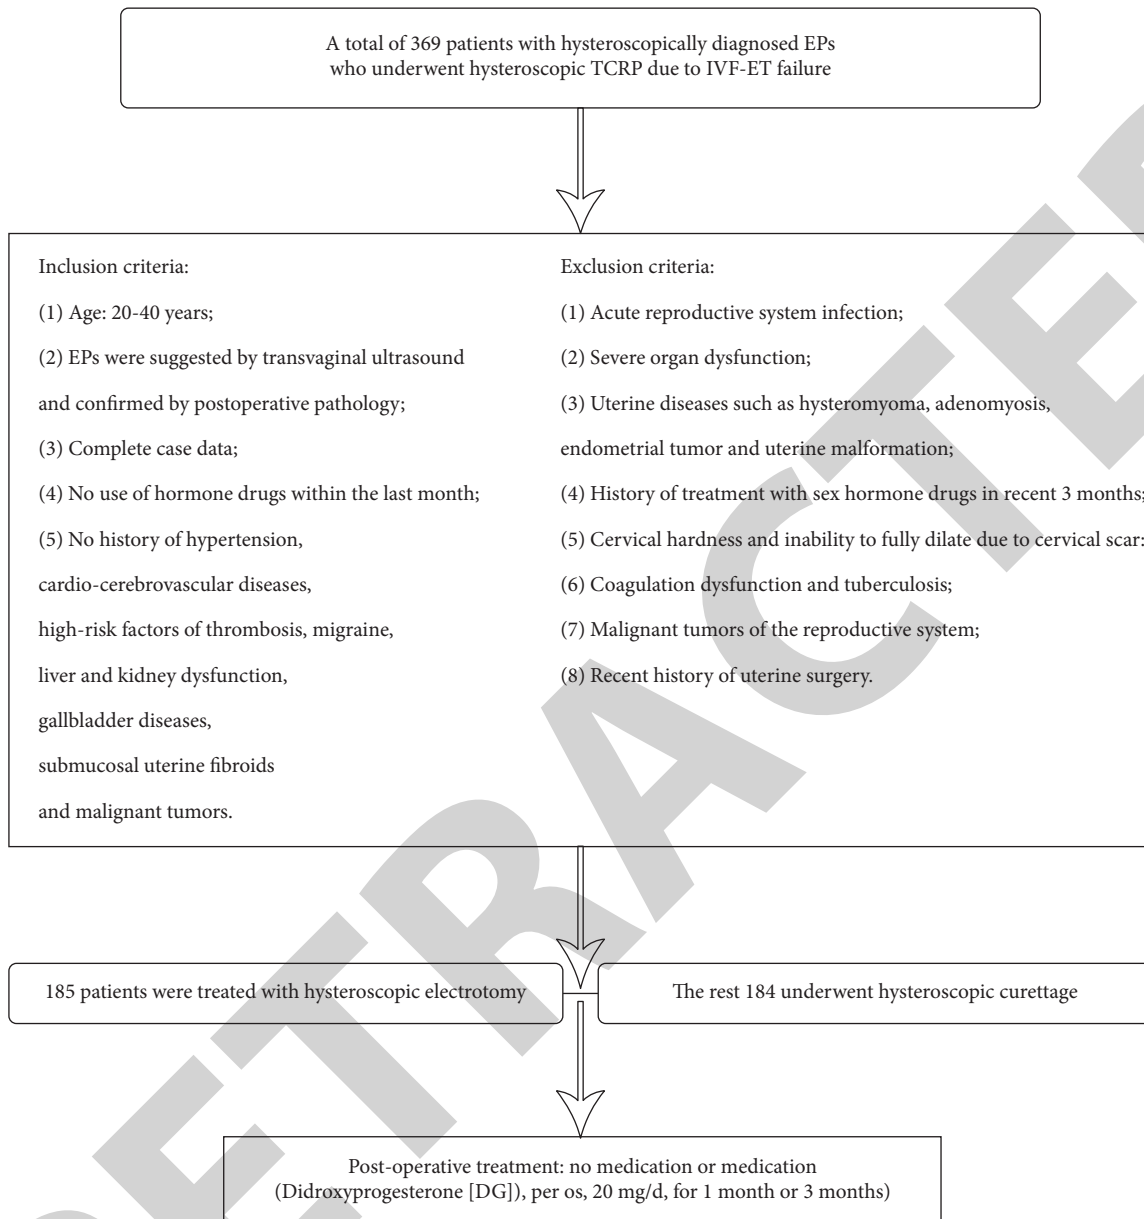 A total of 369 patients with hysteroscopically diagnosed EPs
who underwent hysteroscopic TCRP due to IVF-ET failure
Inclusion criteria:
(1) Age: 20-40 years;
(2) EPs were suggested by transvaginal ultrasound
and confirmed by postoperative pathology;
(3) Complete case data;
(4) No use of hormone drugs within the last month;
(5) No history of hypertension,
cardio-cerebrovascular diseases,
high-risk factors of thrombosis, migraine,
liver and kidney dysfunction,
gallbladder diseases,
submucosal uterine fibroids
and malignant tumors.
Exclusion criteria:
(1) Acute reproductive system infection;
(2) Severe organ dysfunction;
(3) Uterine diseases such as hysteromyoma, adenomyosis,
endometrial tumor and uterine malformation;
(4) History of treatment with sex hormone drugs in recent 3 months;
(5) Cervical hardness and inability to fully dilate due to cervical scar:
(6) Coagulation dysfunction and tuberculosis;
(7) Malignant tumors of the reproductive system;
(8) Recent history of uterine surgery.
185 patients were treated with hysteroscopic electrotomy
The rest 184 underwent hysteroscopic curettage
Post-operative treatment: no medication or medication
(Didroxyprogesterone [DG]), per os, 20 mg/d, for 1 month or 3 months)
ETRACTE